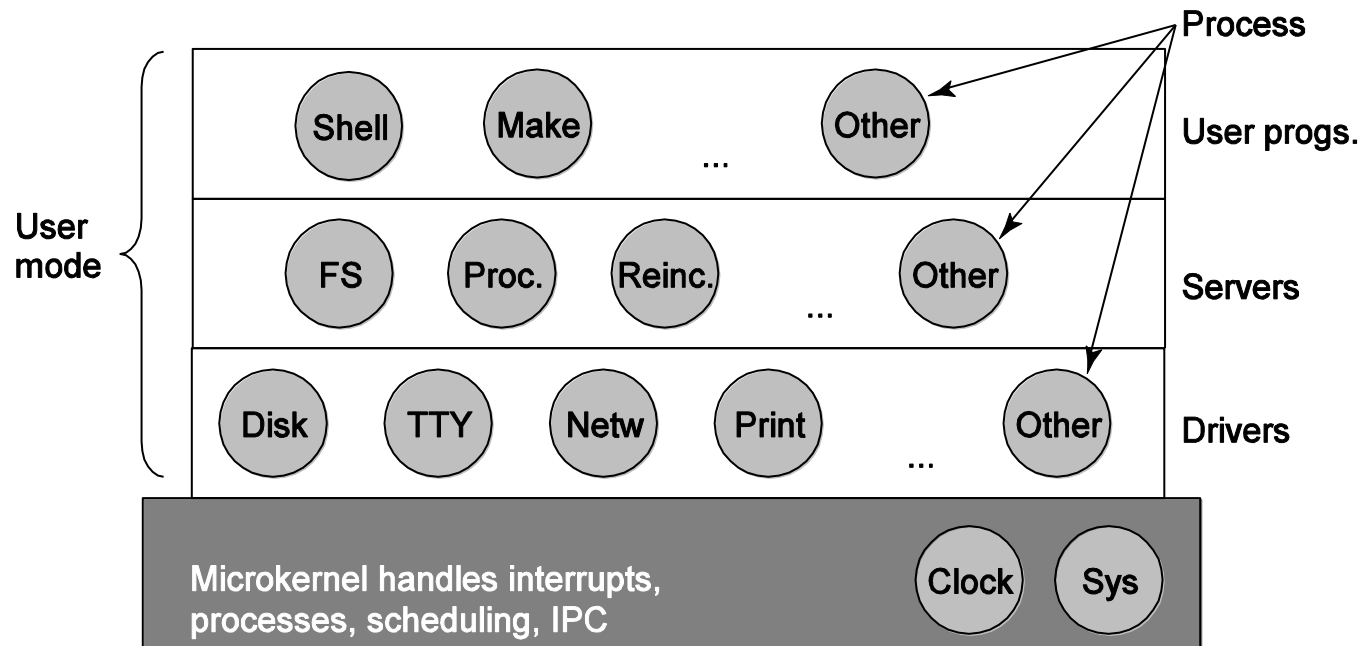 Process
Shell
Make
...
Other
User progs.
User
mode
FS
Proc.
Reinc.
...
Other
Servers
Disk
TTY
Netw
Print
...
Other
Drivers
Microkernel handles interrupts,
processes, scheduling, IPC
Clock
Sys